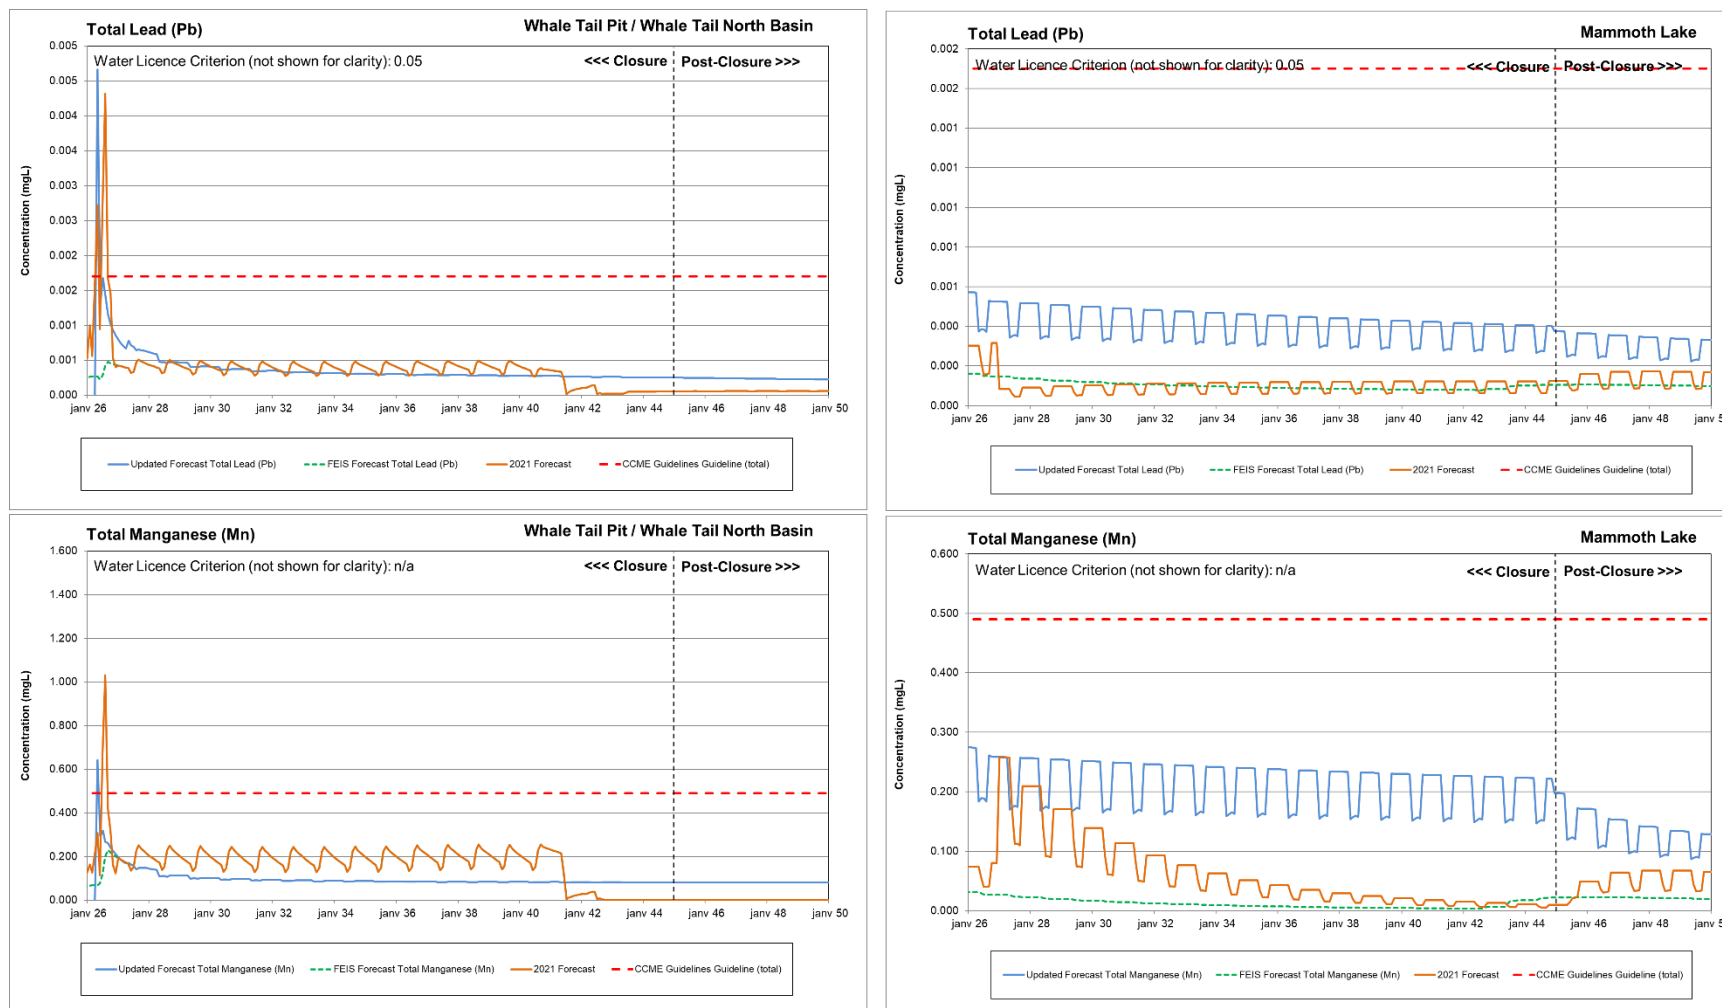 Total Lead (Pb)
Whale Tail Pit / Whale Tail North Basin
Water Licence Criterion (not shown for clarity): 0.05
<<< Closure
Post-Closure >>>
Concentration (mgL)
0.005
0.005
0.004
0.004
0.003
0.003
0.002
0.002
0.001
0.001
0.000
janv 26 janv 28 janv 30 janv 32 janv 34 janv 36 janv 38 janv 40 janv 42 janv 44 janv 46 janv 48 janv 50
Updated Forecast Total Lead (Pb) FEIS Forecast Total Lead (Pb) 2021 Forecast CCME Guidelines Guideline (total)
Total Lead (Pb)
Mammoth Lake
Water Licence Criterion (not shown for clarity): 0.05
<<< Closure
Post-Closure >>>
Concentration (mgL)
0.002
0.002
0.001
0.001
0.001
0.001
0.001
0.000
0.000
0.000
janv 26 janv 28 janv 30 janv 32 janv 34 janv 36 janv 38 janv 40 janv 42 janv 44 janv 46 janv 48 janv 5
Updated Forecast Total Lead (Pb) FEIS Forecast Total Lead (Pb) 2021 Forecast CCME Guidelines Guideline (total)
Total Manganese (Mn)
Whale Tail Pit / Whale Tail North Basin
Water Licence Criterion (not shown for clarity): n/a
<<< Closure
Post-Closure >>>
Concentration (mgL)
1.600
1.400
1.200
1.000
0.800
0.600
0.400
0.200
0.000
janv 26 janv 28 janv 30 janv 32 janv 34 janv 36 janv 38 janv 40 janv 42 janv 44 janv 46 janv 48 janv 50
Updated Forecast Total Manganese (Mn) FEIS Forecast Total Manganese (Mn) 2021 Forecast CCME Guidelines Guideline (total)
Total Manganese (Mn)
Mammoth Lake
Water Licence Criterion (not shown for clarity): n/a
<<< Closure
Post-Closure >>>
Concentration (mgL)
0.600
0.500
0.400
0.300
0.200
0.100
0.000
janv 26 janv 28 janv 30 janv 32 janv 34 janv 36 janv 38 janv 40 janv 42 janv 44 janv 46 janv 48 janv 5
Updated Forecast Total Manganese (Mn) FEIS Forecast Total Manganese (Mn) 2021 Forecast CCME Guidelines Guideline (total)